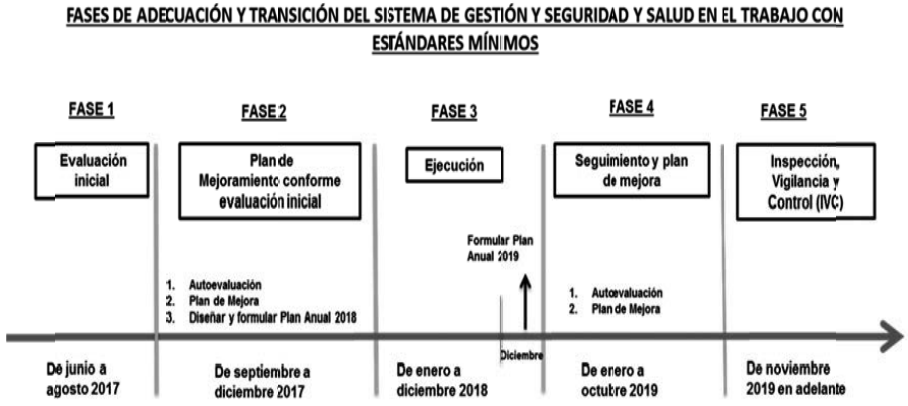 FASES DE ADECUACIÓN Y TRANSICIÓN DEL SISTEMA DE GESTIÓN Y SEGURIDAD Y SALUD EN EL TRABAJO CON
ESTÁNDARES MÍNIMOS
FASE 1
Evaluación
inicial
De junio a
agosto 2017
FASE 2
Plan de
Mejoramiento conforme
evaluación inicial
1. Autoevaluación
2. Plan de Mejora
3. Diseñar y formular Plan Anual 2018
De septiembre a
diciembre 2017
FASE 3
Ejecución
Formular Plan
Anual 2019
Diciembre
De enero a
diciembre 2018
FASE 4
Seguimiento y plan
de mejora
1. Autoevaluación
2. Plan de Mejora
De enero a
octubre 2019
FASE 5
Inspección,
Vigilancia y
Control (IVC)
De noviembre
2019 en adelante